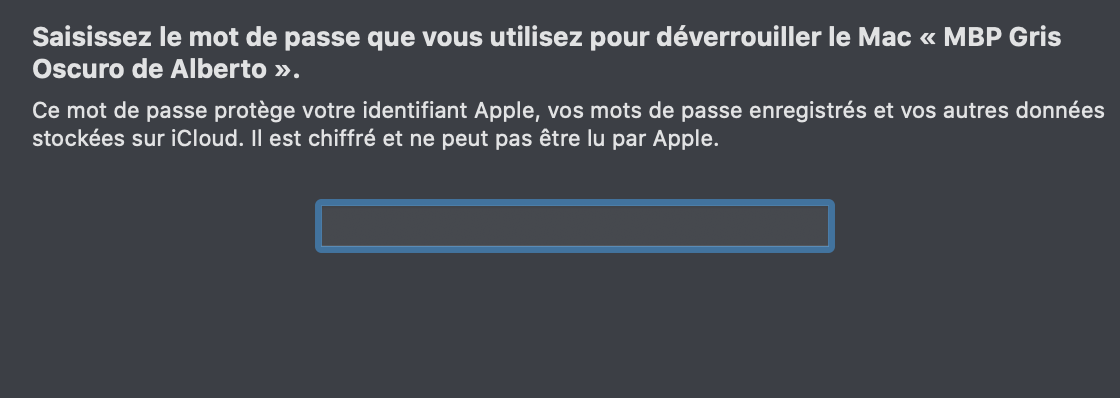 Saisissez le mot de passe que vous utilisez pour déverrouiller le Mac « MBP Gris
Oscuro de Alberto ».
Ce mot de passe protège votre identifiant Apple, vos mots de passe enregistrés et vos autres données
stockées sur iCloud. Il est chiffré et ne peut pas être lu par Apple.